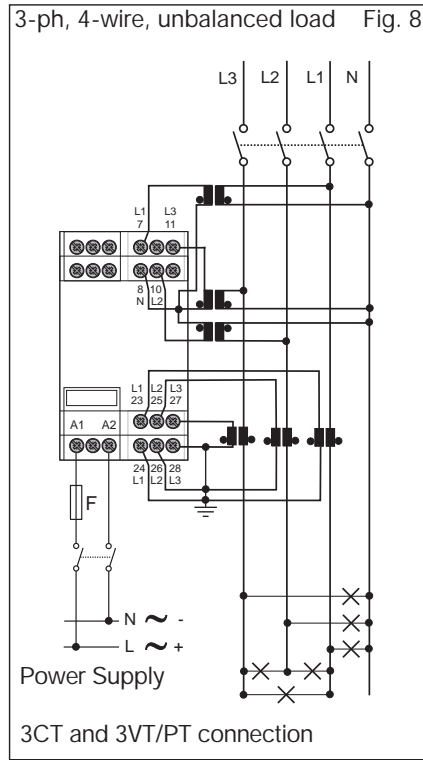 3-ph, 4-wire, unbalanced load Fig. 8
L3 L2 L1 N
L1 L3
7 11
8 10
N L2
L1 L2 L3
23 25 27
A1 A2
24 26 28
L1 L2 L3
F
N ~ -
L ~ +
Power Supply
3CT and 3VT/PT connection